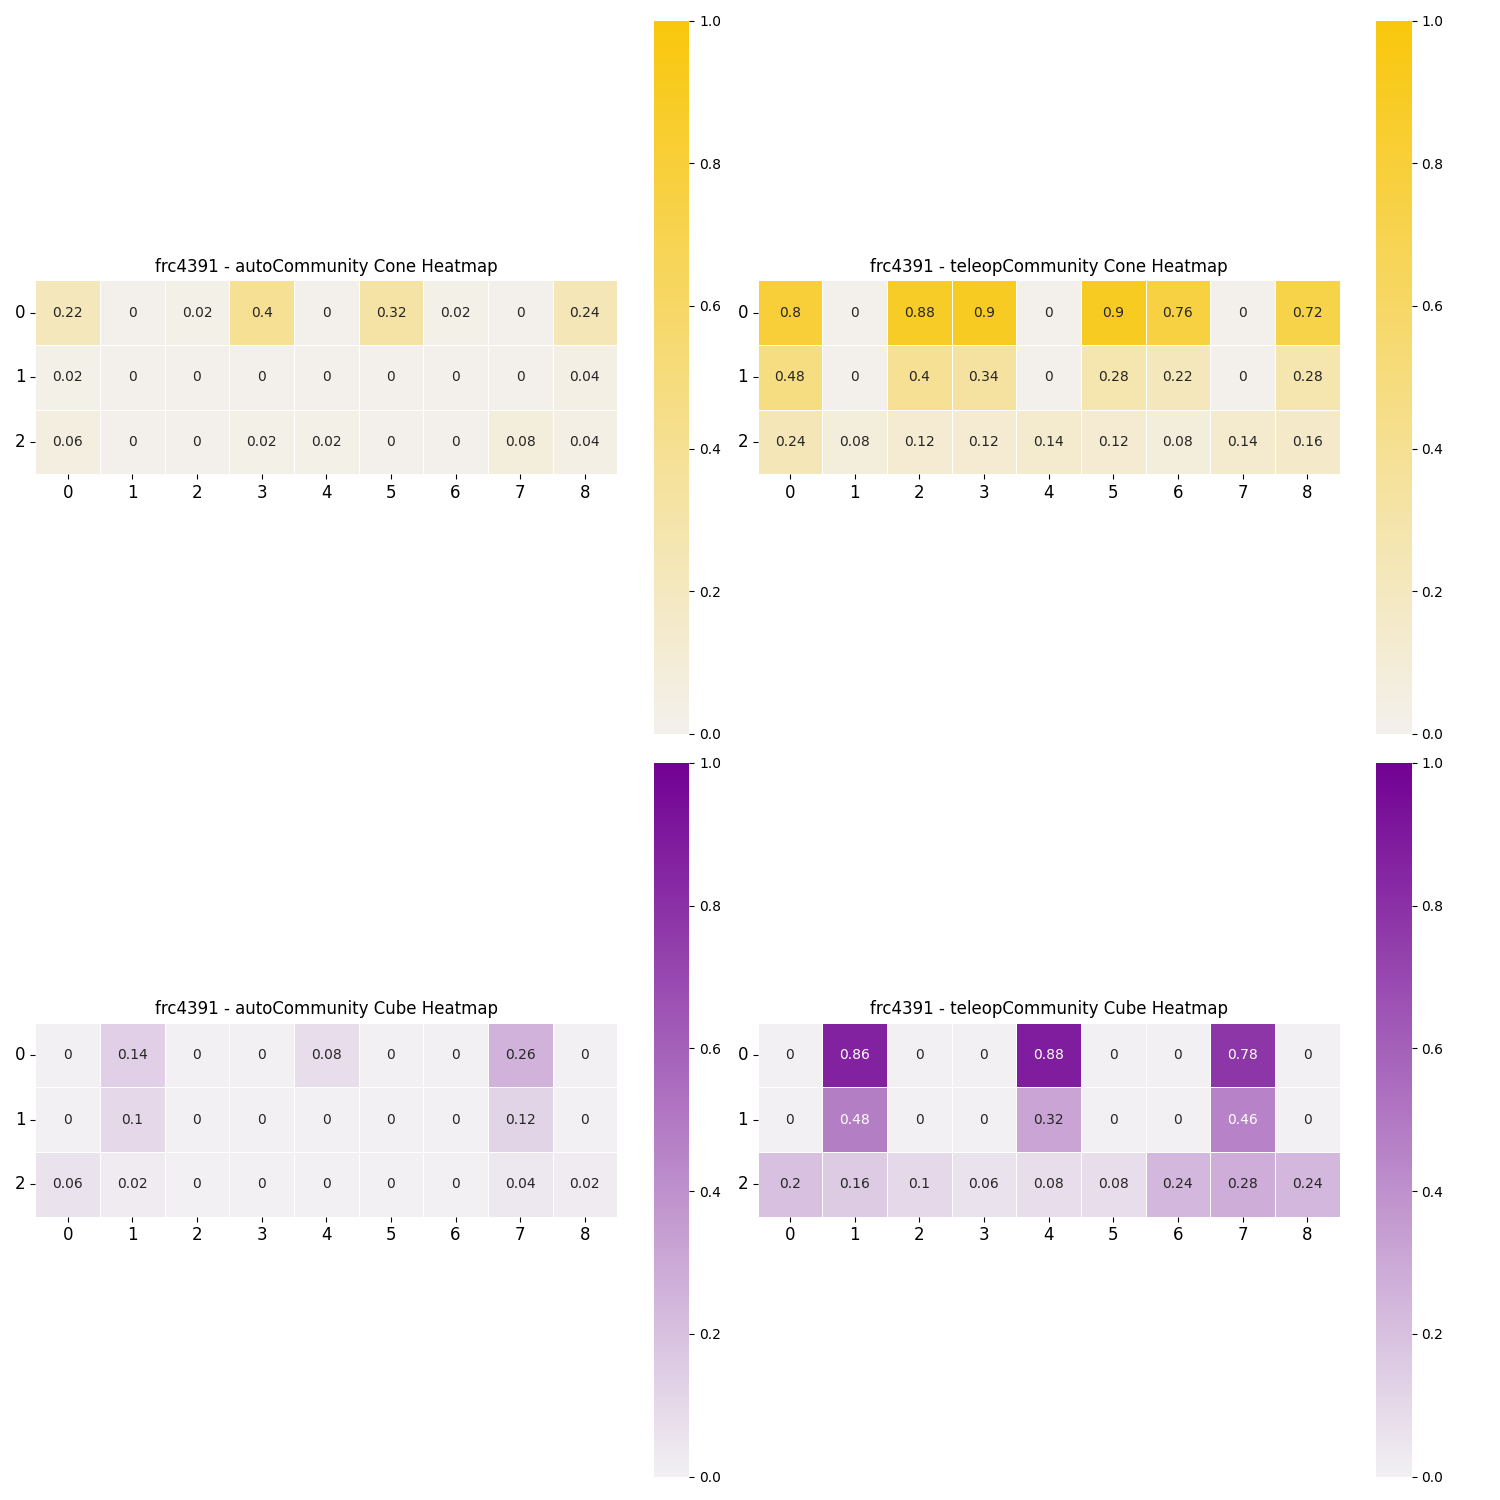 frc4391 - autoCommunity Cone Heatmap
0 0.22 0 0.02 0.4 0 0.32 0.02 0 0.24
1 0.02 0 0 0 0 0 0 0 0.04
2 0.06 0 0 0.02 0.02 0 0 0.08 0.04
0 1 2 3 4 5 6 7 8
1.0
0.8
0.6
0.4
0.2
0.0
frc4391 - teleopCommunity Cone Heatmap
0 0.8 0 0.88 0.9 0 0.9 0.76 0 0.72
1 0.48 0 0.4 0.34 0 0.28 0.22 0 0.28
2 0.24 0.08 0.12 0.12 0.14 0.12 0.08 0.14 0.16
0 1 2 3 4 5 6 7 8
1.0
0.8
0.6
0.4
0.2
0.0
frc4391 - autoCommunity Cube Heatmap
0 0 0.14 0 0 0.08 0 0 0.26 0
1 0 0.1 0 0 0 0 0 0.12 0
2 0.06 0.02 0 0 0 0 0 0.04 0.02
0 1 2 3 4 5 6 7 8
1.0
0.8
0.6
0.4
0.2
0.0
frc4391 - teleopCommunity Cube Heatmap
0 0 0.86 0 0 0.88 0 0 0.78 0
1 0 0.48 0 0 0.32 0 0 0.46 0
2 0.2 0.16 0.1 0.06 0.08 0.08 0.24 0.28 0.24
0 1 2 3 4 5 6 7 8
1.0
0.8
0.6
0.4
0.2
0.0